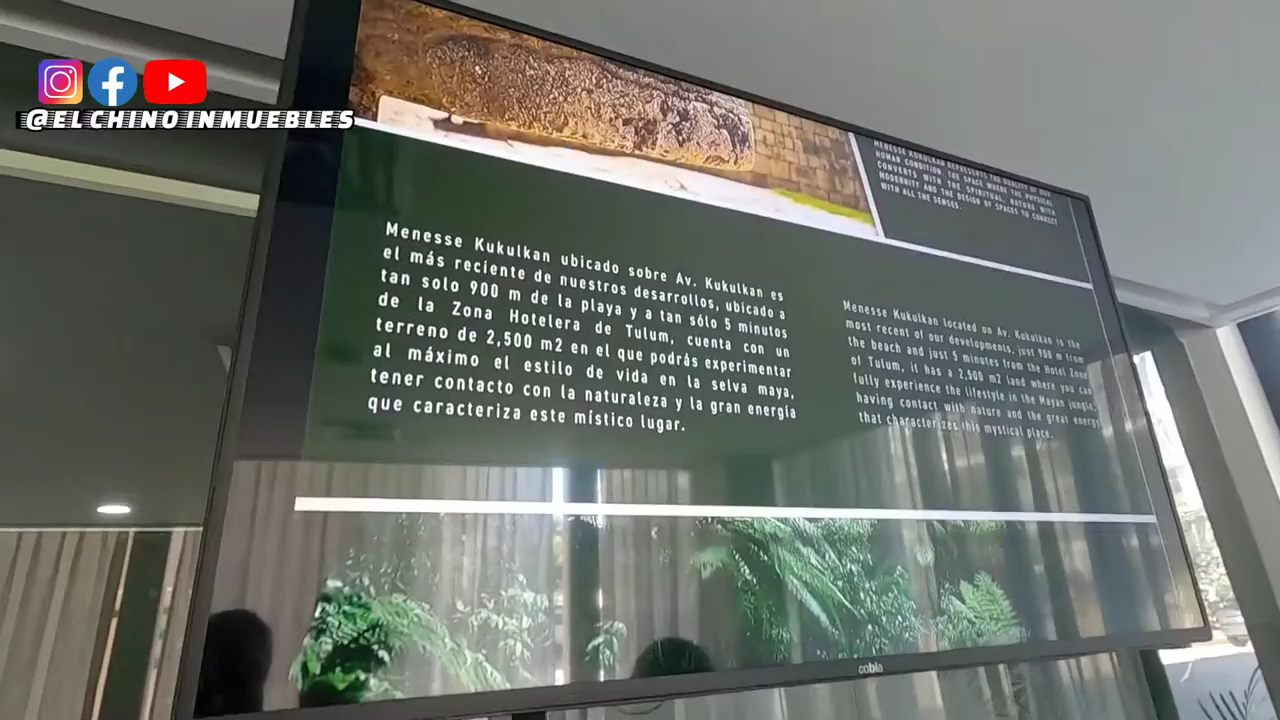 @EL CHINO INMUEBLES
MENESSE KUKULKAN REPRESENTS THE DUALITY OF OUR
HUMAN CONDITION, THE SPACE WHERE THE PHYSICAL
CONVERTS WITH THE SPIRITUAL, NATURE WITH
MODERNITY AND THE DESIGN OF SPACES TO CONNECT
WITH ALL THE SENSES.
Menesse Kukulkan ubicado sobre Av. Kukulkan es
el más reciente de nuestros desarrollos, ubicado a
tan solo 900 m de la playa y a tan sólo 5 minutos
de la Zona Hotelera de Tulum, cuenta con un
terreno de 2,500 m2 en el que podrás experimentar
al máximo el estilo de vida en la selva maya,
tener contacto con la naturaleza y la gran energía
que caracteriza este místico lugar.
Menesse Kukulkan located on Av. Kukulkan is the
most recent of our developments, just 900 m from
the beach and just 5 minutes from the Hotel Zone
of Tulum, it has a 2,500 m2 land where you can
fully experience the lifestyle in the Mayan jungle,
having contact with nature and the great energy
that characterizes this mystical place.
cobia